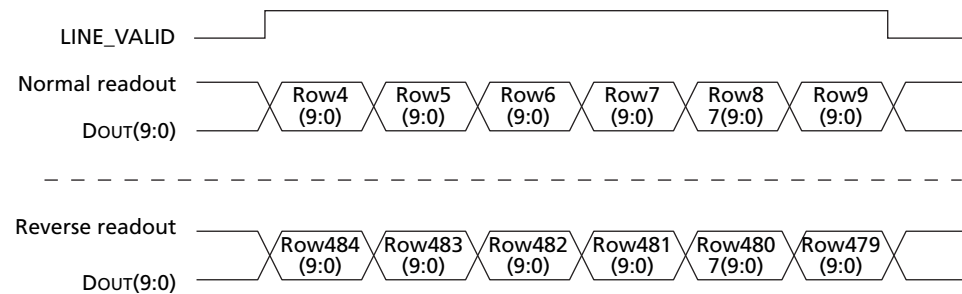 LINE_VALID
Normal readout
Row4 Row5 Row6 Row7 Row8 Row9
(9:0) (9:0) (9:0) (9:0) 7(9:0) (9:0)
DOUT(9:0)
Reverse readout
Row484 Row483 Row482 Row481 Row480 Row479
(9:0) (9:0) (9:0) (9:0) 7(9:0) (9:0)
DOUT(9:0)